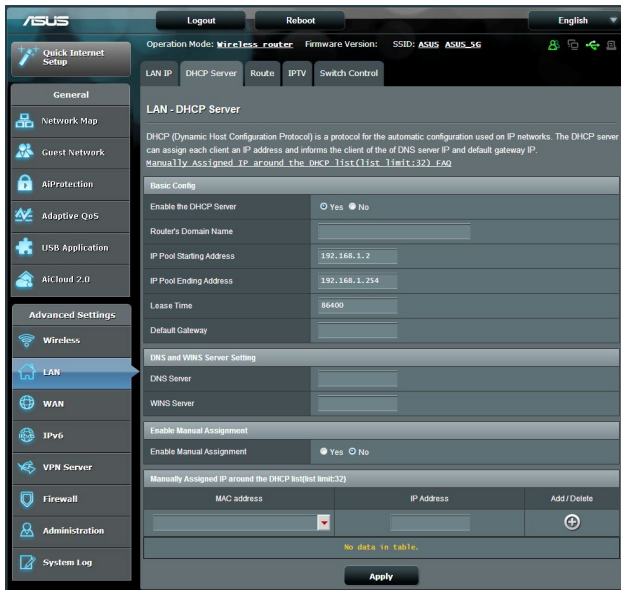 ASUS
Logout
Reboot
English
Quick Internet
Setup
Operation Mode: Wireless router Firmware Version: SSID: ASUS ASUS_5G
LAN IP
DHCP Server
Route
IPTV
Switch Control
General
Network Map
Guest Network
AiProtection
Adaptive QoS
USB Application
AiCloud 2.0
Advanced Settings
Wireless
LAN
WAN
IPv6
VPN Server
Firewall
Administration
System Log
LAN - DHCP Server
DHCP (Dynamic Host Configuration Protocol) is a protocol for the automatic configuration used on IP networks. The DHCP server
can assign each client an IP address and informs the client of the of DNS server IP and default gateway IP.
Manually Assigned IP around the DHCP list(list limit:32) FAQ
Basic Config
Enable the DHCP Server Yes No
Router's Domain Name
IP Pool Starting Address 192.168.1.2
IP Pool Ending Address 192.168.1.254
Lease Time 86400
Default Gateway
DNS and WINS Server Setting
DNS Server
WINS Server
Enable Manual Assignment
Enable Manual Assignment Yes No
Manually Assigned IP around the DHCP list(list limit:32)
MAC address IP Address Add / Delete
No data in table.
Apply